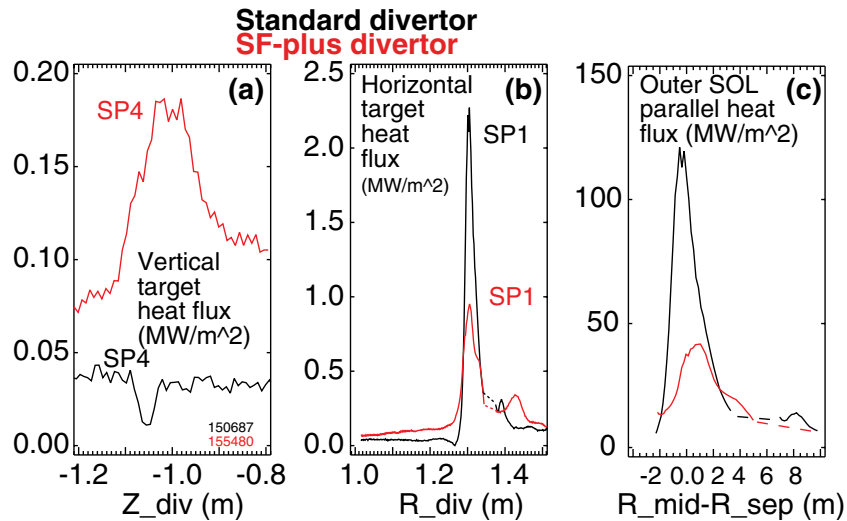 Standard divertor
SF-plus divertor
(a)
SP4
Vertical
target
heat flux
(MW/m^2)
SP4
150687
155480
0.20
0.15
0.10
0.05
0.00
-1.2 -1.0 -0.8
Z_div (m)
(b)
Horizontal
target
heat
flux
(MW/m^2)
SP1
SP1
2.5
2.0
1.5
1.0
0.5
0.0
1.0 1.2 1.4
R_div (m)
(c)
Outer SOL
parallel heat
flux (MW/m^2)
150
100
50
0
-2 0.0 2 4 6 8
R_mid-R_sep (m)